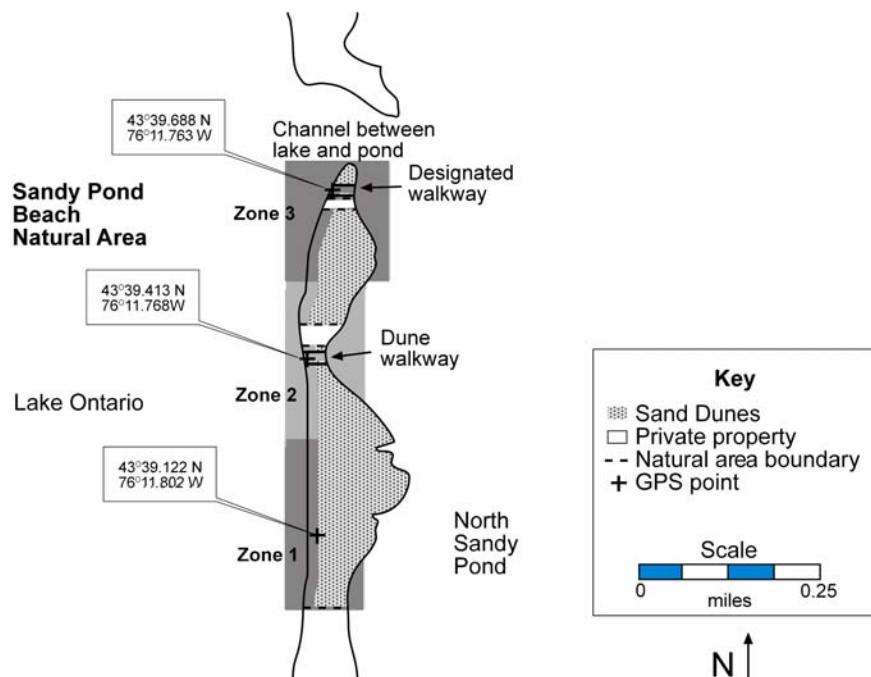 43°39.688 N
76°11.763 W
Channel between
lake and pond
Designated
walkway
Sandy Pond
Beach
Natural Area
Zone 3
43°39.413 N
76°11.768W
Dune
walkway
Zone 2
Lake Ontario
43°39.122 N
76°11.802 W
Zone 1
North
Sandy
Pond
Key
Sand Dunes
Private property
Natural area boundary
GPS point
Scale
0 0.25
miles
N